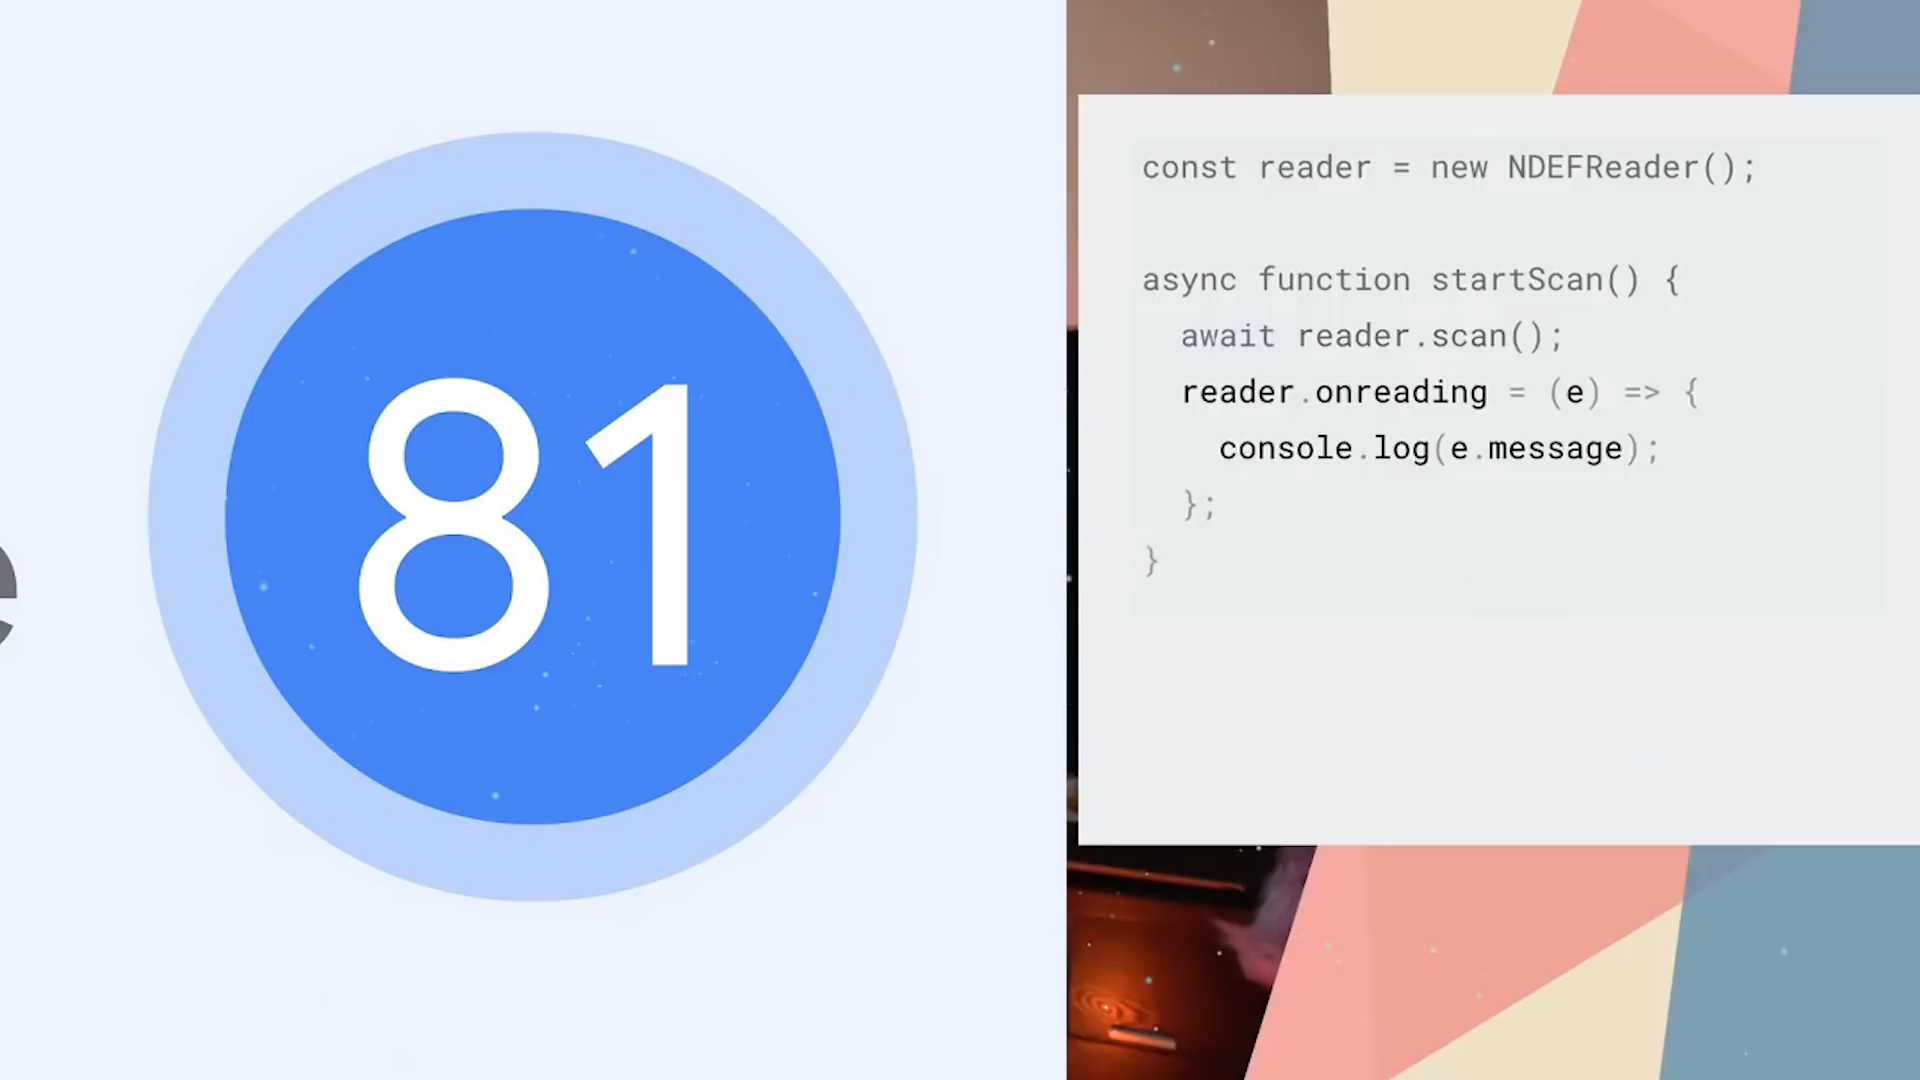 e
81
const reader = new NDEFReader();
async function startScan() {
await reader.scan();
reader.onreading = (e) => {
console.log(e.message);
};
}